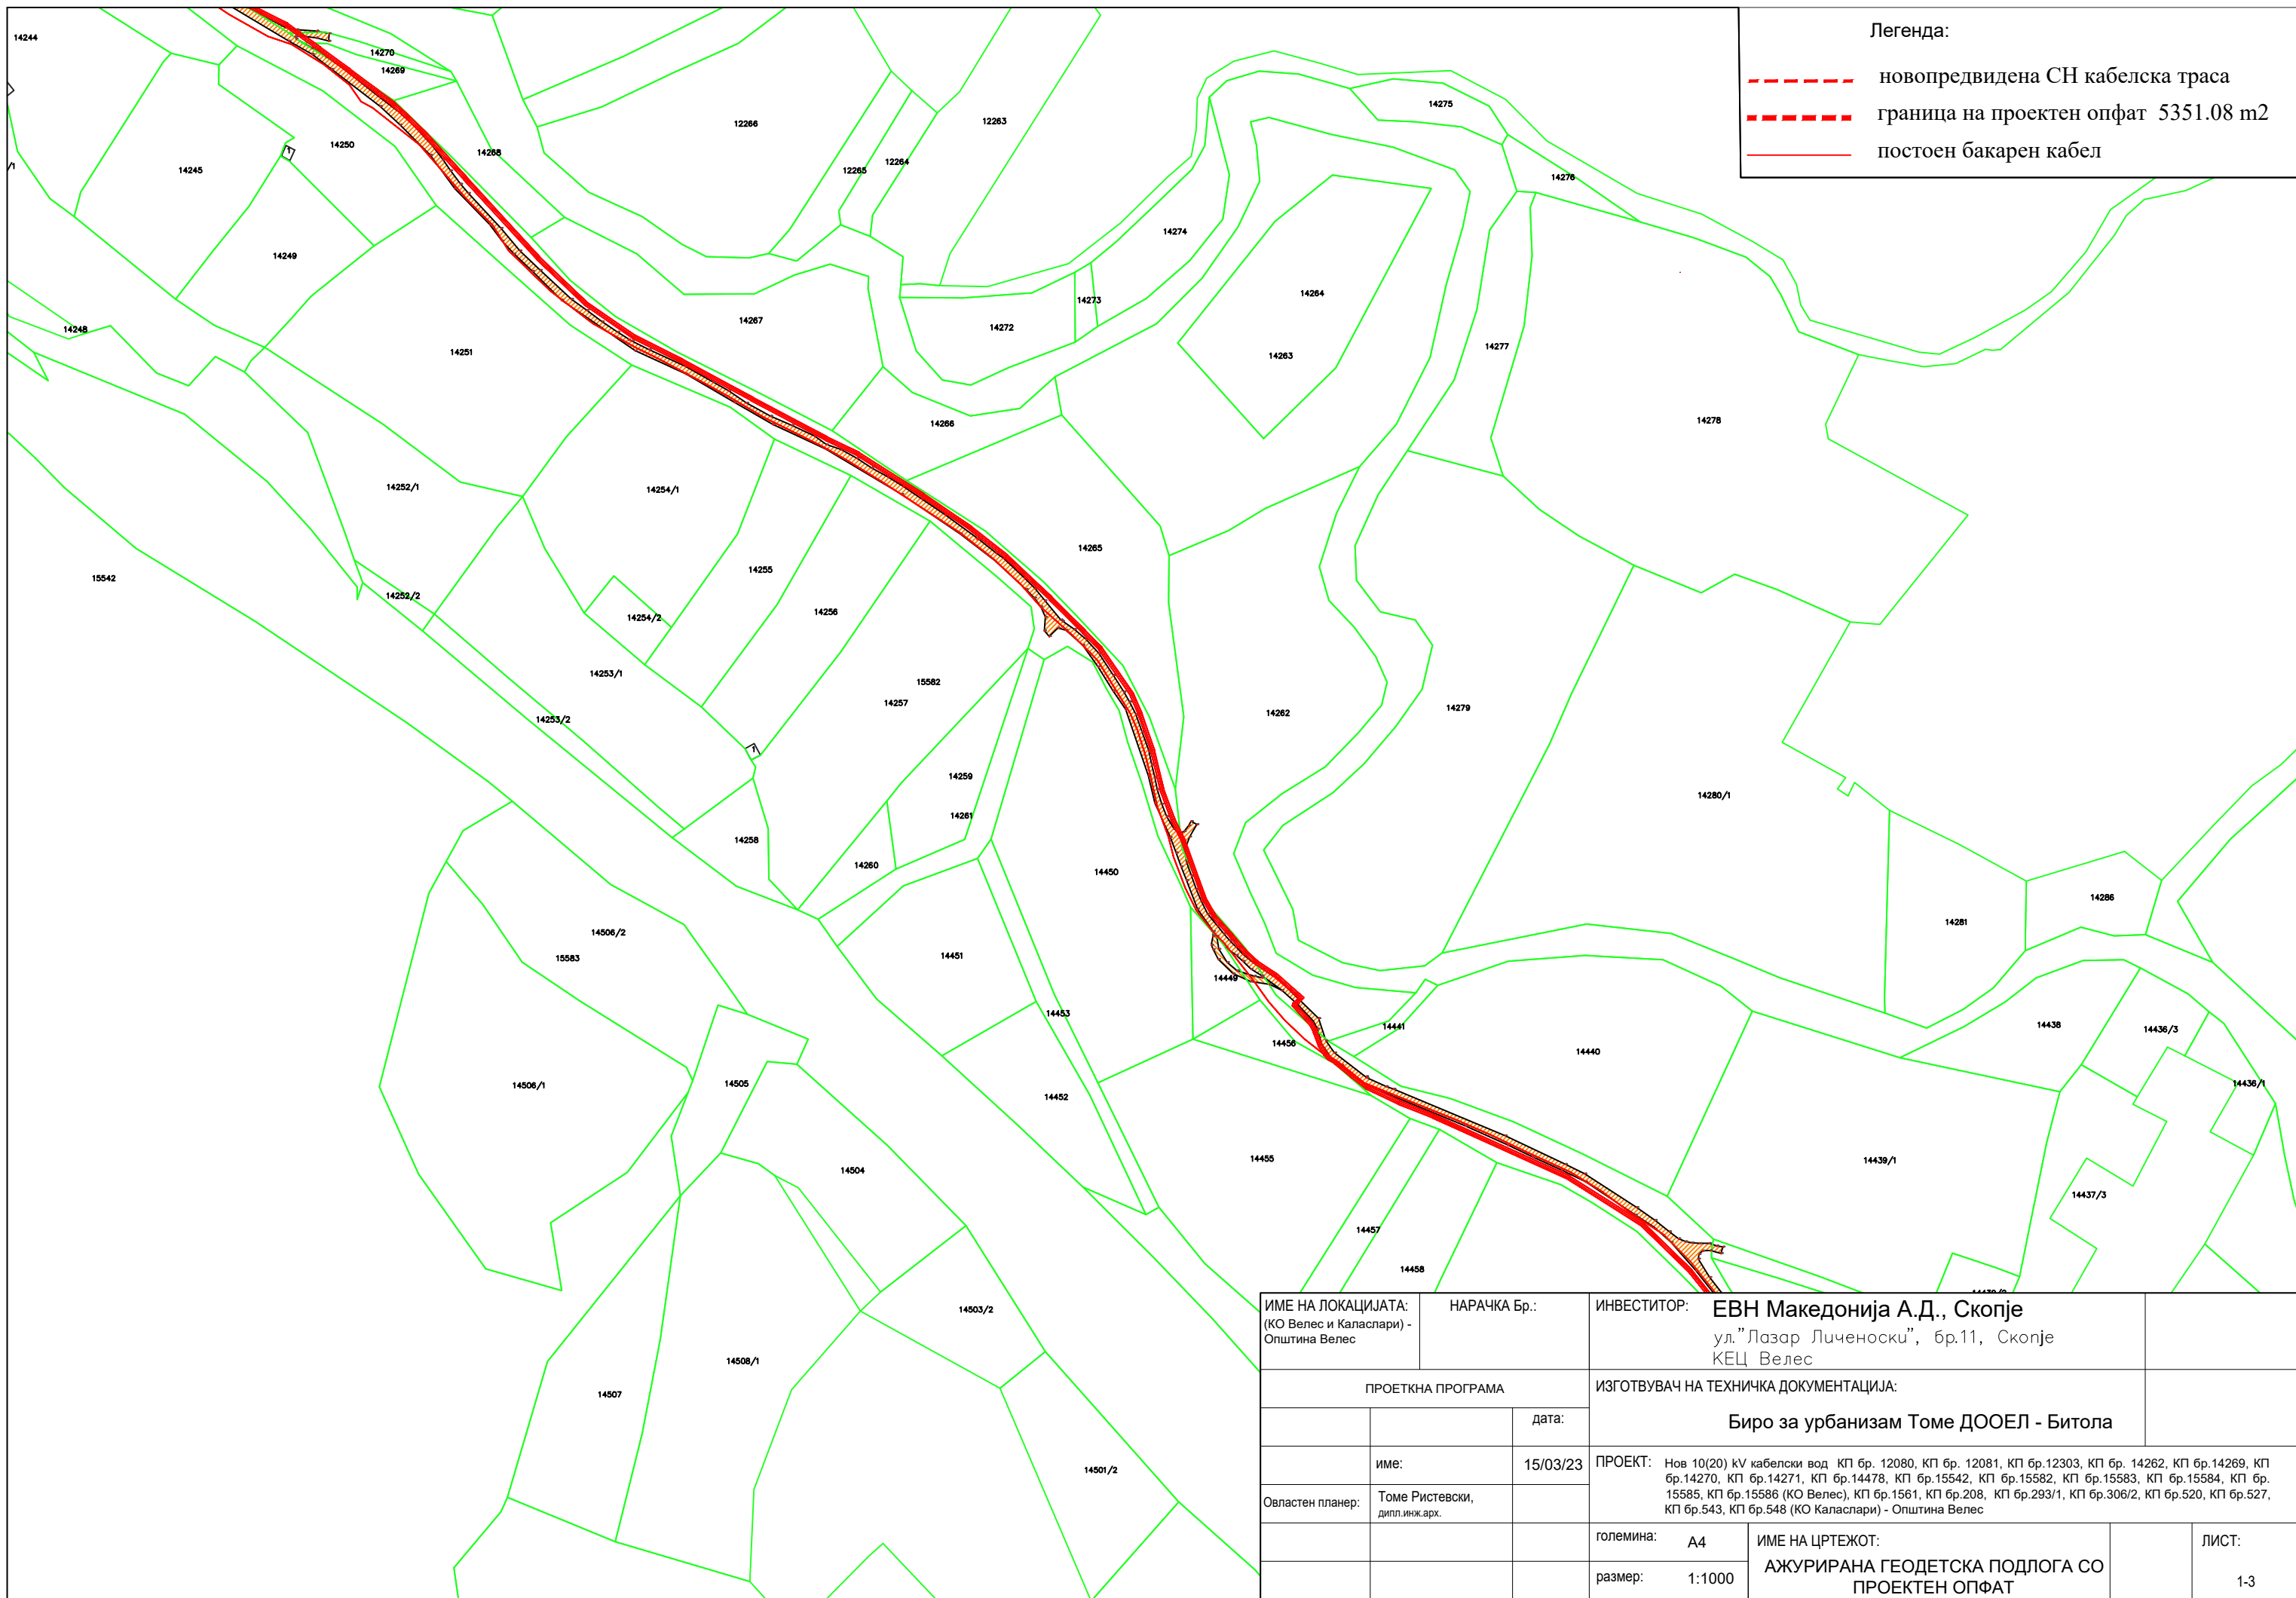 Легенда:
новопредвидена СН кабелска траса
граница на проектен опфат 5351.08 m2
постоен бакарен кабел
14244
14270
14269
14275
12266
12263
14250
14268
14245
12265
12264
14276
14274
14249
14264
14273
14248
14267
14272
14277
14251
14263
14266
14278
14252/1
14254/1
14265
15542
14255
14252/2
14256
14254/2
14253/1
15582
14257
14262
14279
14253/2
14259
14280/1
14261
14258
14260
14450
14286
14281
14506/2
14451
15583
14449
14453
14441
14438
14436/3
14456
14440
14506/1
14505
14436/1
14452
14455
14439/1
14504
14437/3
14457
14458
14503/2
14508/1
14507
14501/2
ИМЕ НА ЛОКАЦИЈАТА:
(КО Велес и Каласлари) -
Општина Велес
НАРАЧКА Бр.:
ИНВЕСТИТОР: ЕВН Македонија А.Д., Скопје
ул."Лазар Личеноски", бр.11, Скопје
КЕЦ Велес
ПРОЕТКНА ПРОГРАМА
ИЗГОТВУВАЧ НА ТЕХНИЧКА ДОКУМЕНТАЦИЈА:
Биро за урбанизам Томе ДООЕЛ - Битола
дата:
име:
15/03/23
ПРОЕКТ: Нов 10(20) kV кабелски вод КП бр. 12080, КП бр. 12081, КП бр.12303, КП бр. 14262, КП бр.14269, КП
бр.14270, КП бр.14271, КП бр.14478, КП бр.15542, КП бр.15582, КП бр.15583, КП бр.15584, КП бр.
15585, КП бр.15586 (КО Велес), КП бр.1561, КП бр.208, КП бр.293/1, КП бр.306/2, КП бр.520, КП бр.527,
КП бр.543, КП бр.548 (КО Каласлари) - Општина Велес
Овластен планер:
Томе Ристевски,
дипл.инж.арх.
големина: А4
размер: 1:1000
ИМЕ НА ЦРТЕЖОТ:
АЖУРИРАНА ГЕОДЕТСКА ПОДЛОГА СО
ПРОЕКТЕН ОПФАТ
ЛИСТ:
1-3